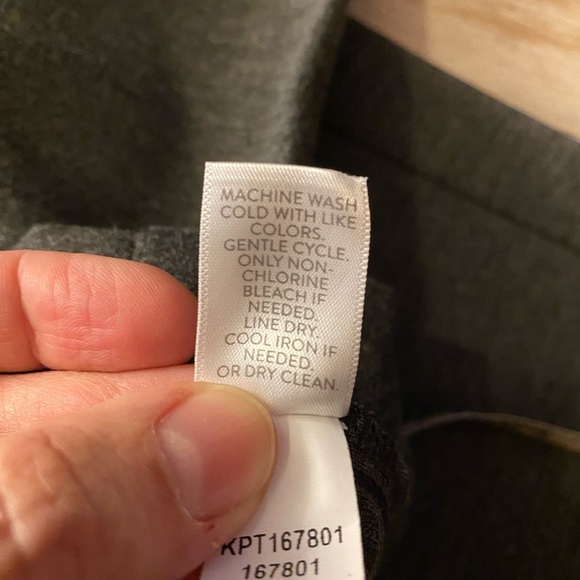 MACHINE WASH
COLD WITH LIKE
COLORS.
GENTLE CYCLE.
ONLY NON-
CHLORINE
BLEACH IF
NEEDED.
LINE DRY.
COOL IRON IF
NEEDED.
OR DRY CLEAN.
KPT167801
167801